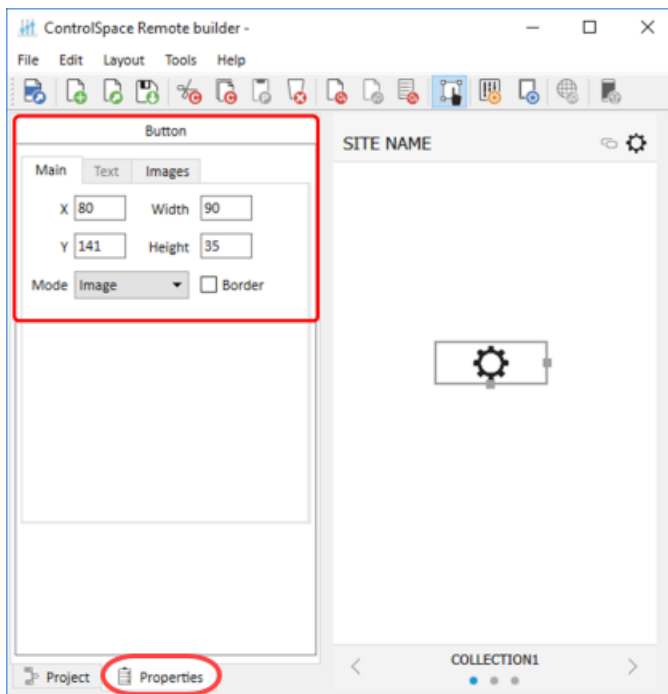 ControlSpace Remote builder -
File Edit Layout Tools Help
Button
Main Text Images
X 80 Width 90
Y 141 Height 35
Mode Image Border
SITE NAME
COLLECTION1
Project Properties